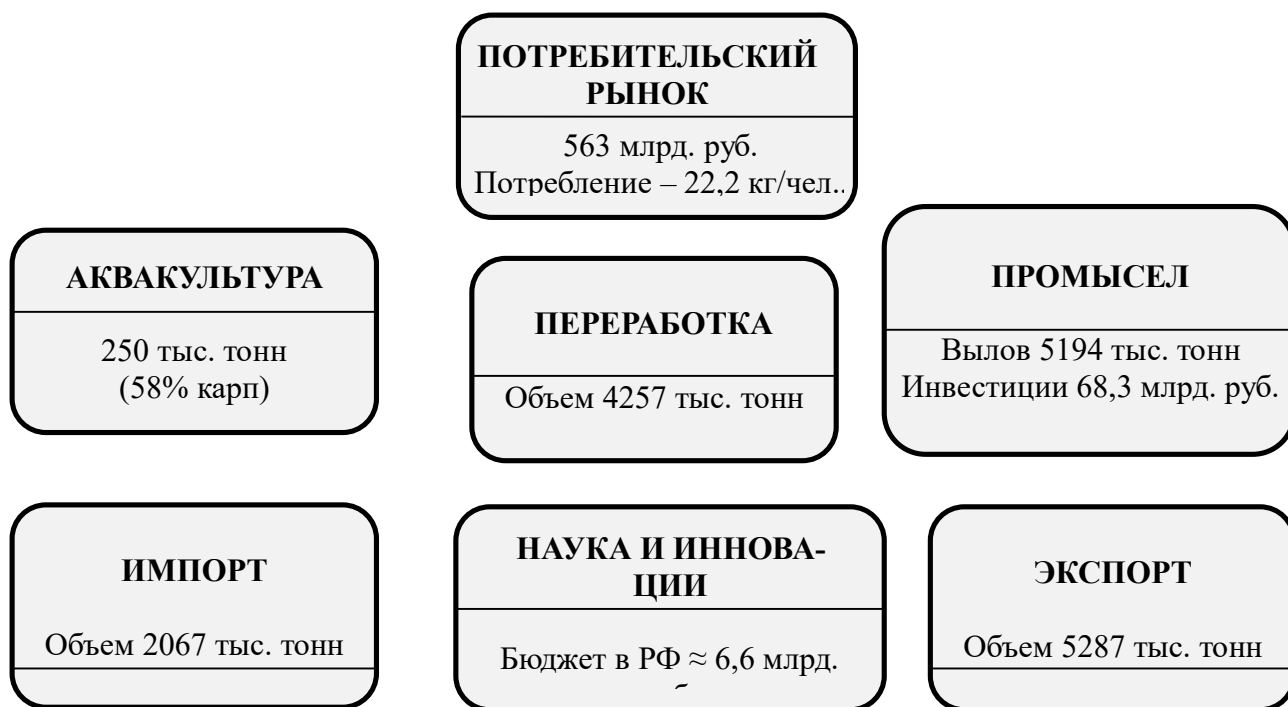 ПОТРЕБИТЕЛЬСКИЙ
РЫНОК
563 млрд. руб.
Потребление – 22,2 кг/чел..
АКВАКУЛЬТУРА
250 тыс. тонн
(58% карп)
ПЕРЕРАБОТКА
Объем 4257 тыс. тонн
ПРОМЫСЕЛ
Вылов 5194 тыс. тонн
Инвестиции 68,3 млрд. руб.
ИМПОРТ
Объем 2067 тыс. тонн
НАУКА И ИННОВА-
ЦИИ
Бюджет в РФ ≈ 6,6 млрд.
ЭКСПОРТ
Объем 5287 тыс. тонн